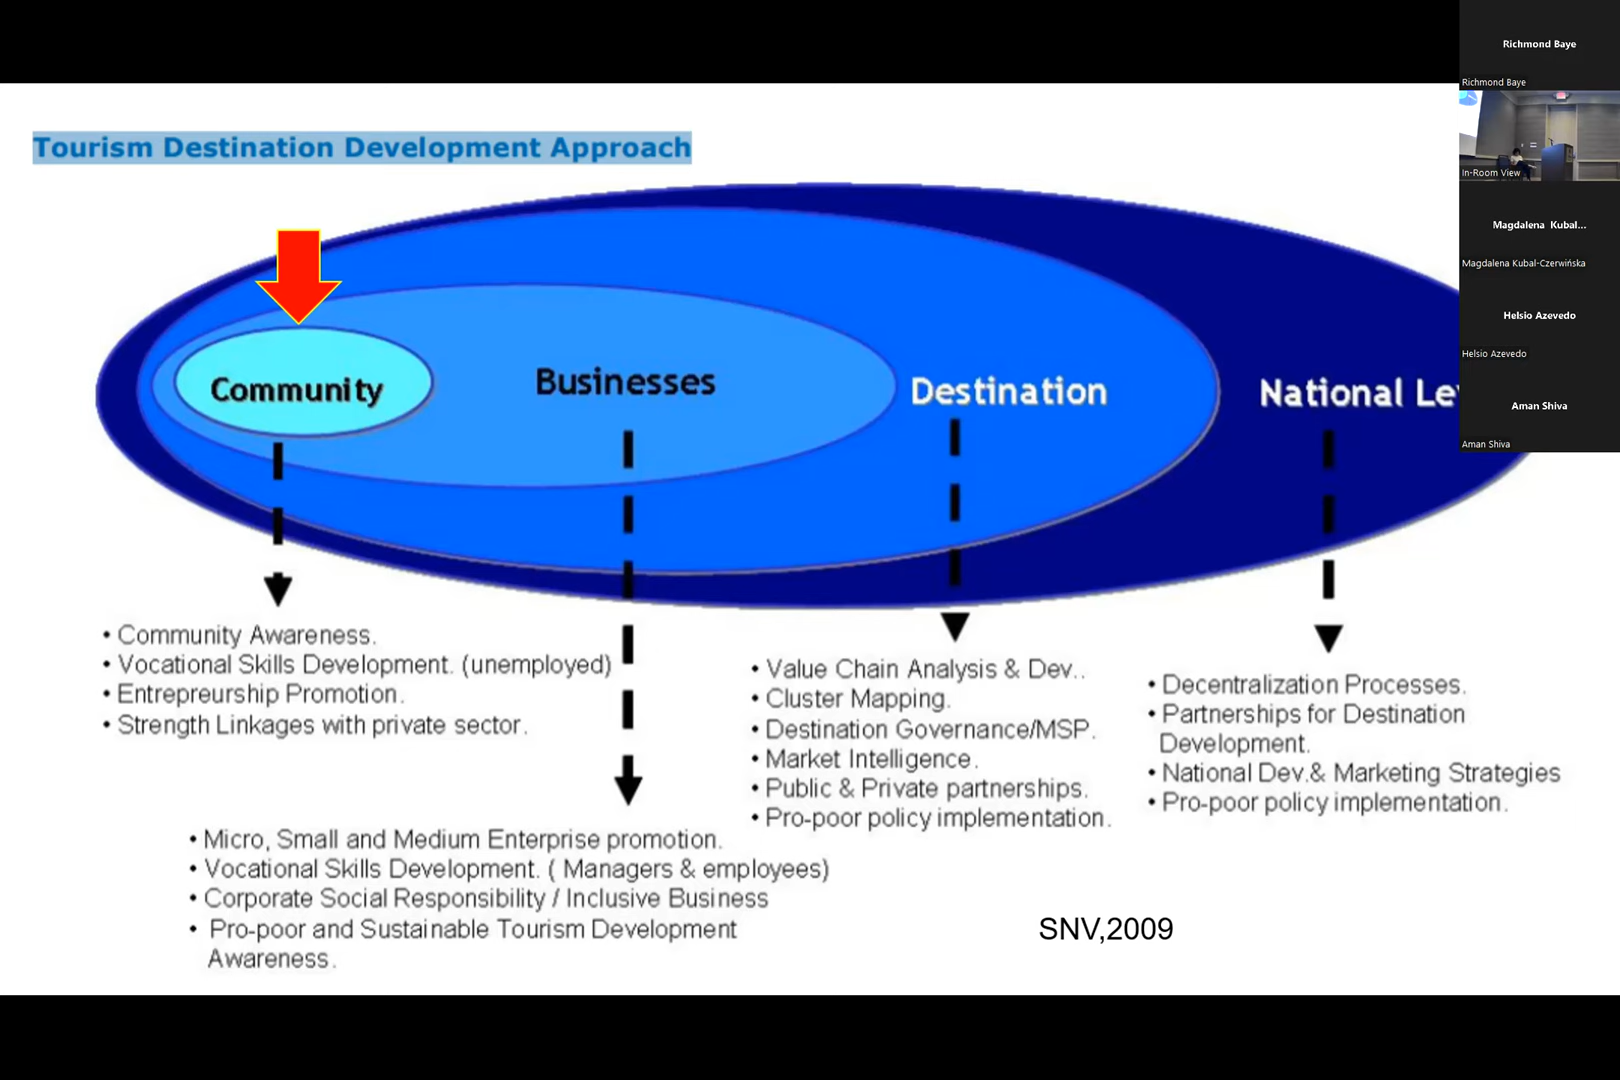 Tourism Destination Development Approach
Community
Businesses
Destination
National Le
• Community Awareness.
• Vocational Skills Development. (unemployed)
• Entrepreurship Promotion.
• Strength Linkages with private sector.
• Micro, Small and Medium Enterprise promotion.
• Vocational Skills Development. ( Managers & employees)
• Corporate Social Responsibility / Inclusive Business
• Pro-poor and Sustainable Tourism Development
Awareness.
• Value Chain Analysis & Dev..
• Cluster Mapping.
• Destination Governance/MSP.
• Market Intelligence.
• Public & Private partnerships.
• Pro-poor policy implementation.
• Decentralization Processes.
• Partnerships for Destination
Development.
• National Dev.& Marketing Strategies
• Pro-poor policy implementation.
SNV,2009
Richmond Baye
Richmond Baye
In-Room View
Magdalena Kubal...
Magdalena Kubal-Czerwińska
Helsio Azevedo
Helsio Azevedo
Aman Shiva
Aman Shiva